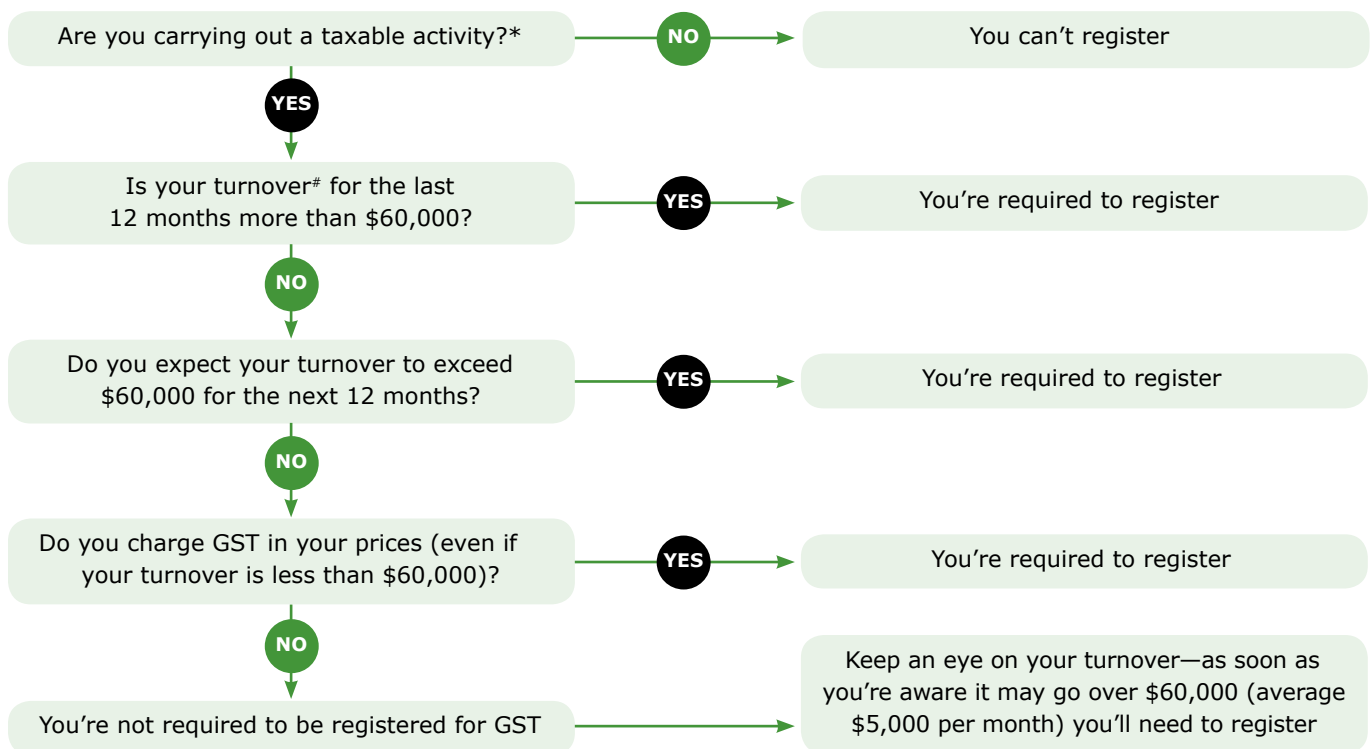 Are you carrying out a taxable activity?*
NO
You can’t register
YES
Is your turnover# for the last
12 months more than $60,000?
YES
You’re required to register
NO
Do you expect your turnover to exceed
$60,000 for the next 12 months?
YES
You’re required to register
NO
Do you charge GST in your prices (even if
your turnover is less than $60,000)?
YES
You’re required to register
NO
You’re not required to be registered for GST
Keep an eye on your turnover—as soon as
you’re aware it may go over $60,000 (average
$5,000 per month) you’ll need to register